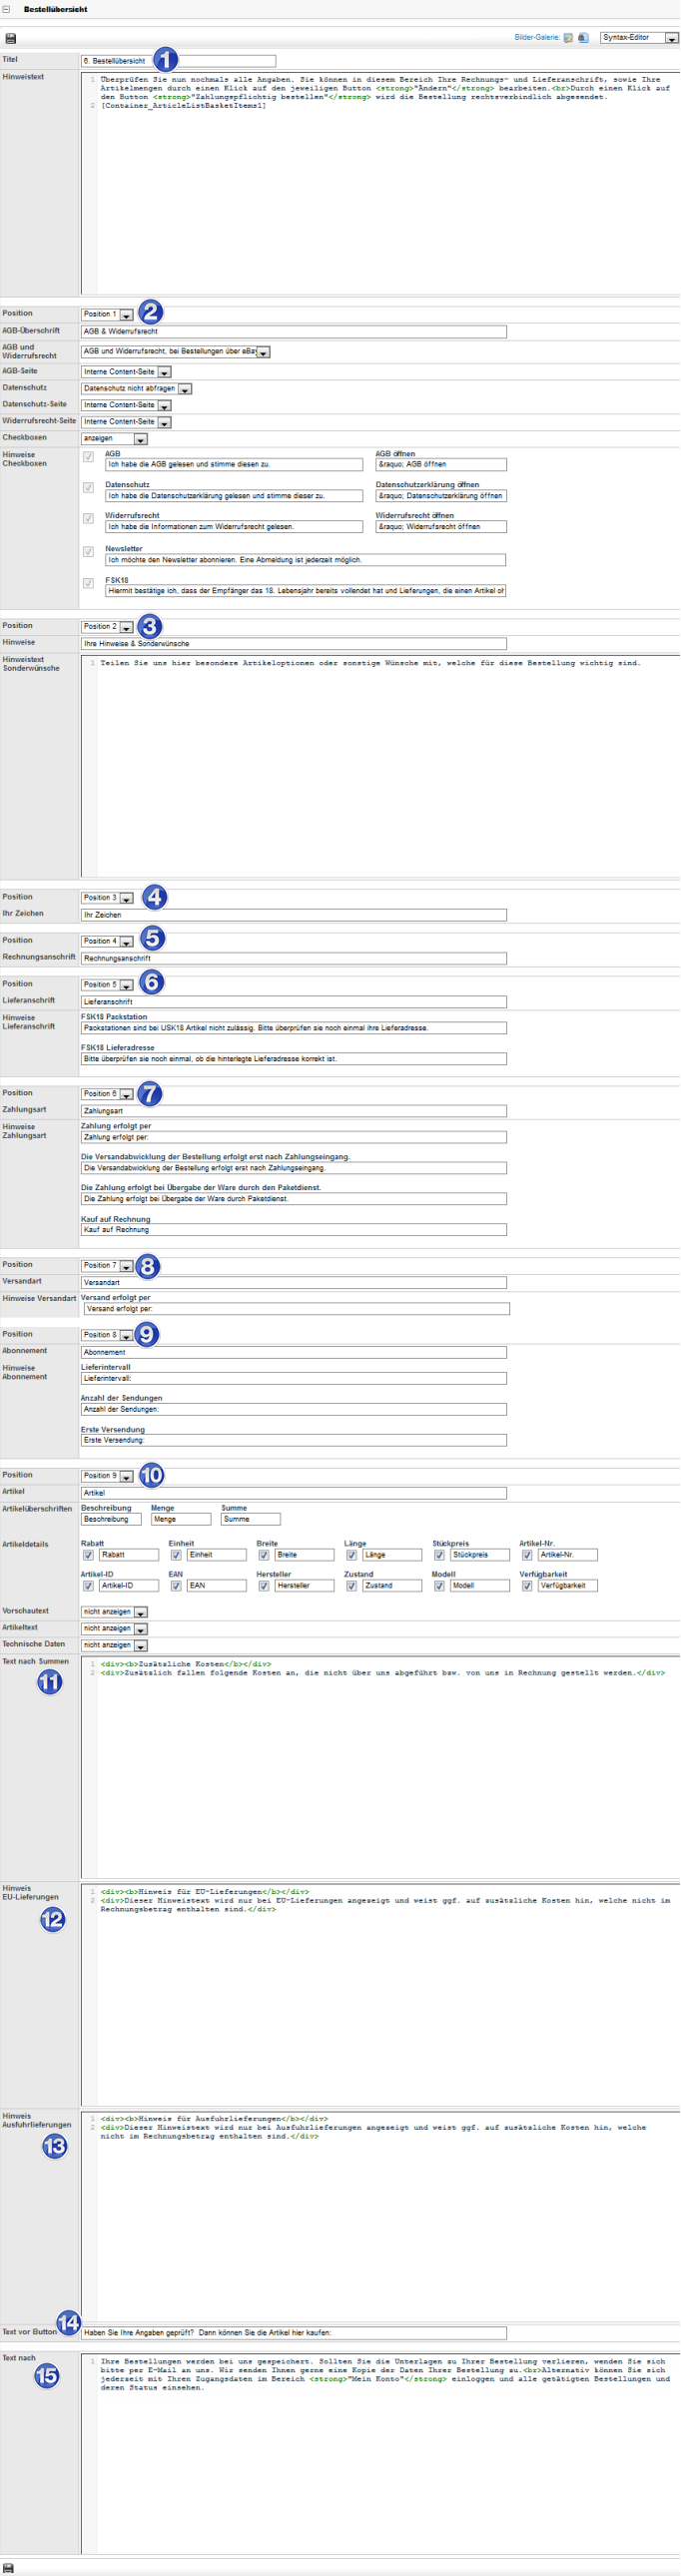 Bestellübersicht
Bilder-Galerie: Syntax-Editor
Titel 6. Bestellübersicht 1
Hinweistext 1 Überprüfen Sie nun nochmals alle Angaben. Sie können in diesem Bereich Ihre Rechnungs- und Lieferanschrift, sowie Ihre
Artikelmengen durch einen Klick auf den jeweiligen Button <strong>"Ändern"</strong> bearbeiten.<br>Durch einen Klick auf
den Button <strong>"Zahlungspflichtig bestellen"</strong> wird die Bestellung rechtsverbindlich abgesendet.
2 [Container_ArticleListBasketItems1]
Position Position 1 2
AGB-Überschrift AGB & Widerrufsrecht
AGB und
Widerrufsrecht AGB und Widerrufsrecht, bei Bestellungen über eBay
AGB-Seite Interne Content-Seite
Datenschutz Datenschutz nicht abfragen
Datenschutz-Seite Interne Content-Seite
Widerrufsrecht-Seite Interne Content-Seite
Checkboxen anzeigen
Hinweise
Checkboxen
AGB AGB öffnen
Ich habe die AGB gelesen und stimme diesen zu. &raquo; AGB öffnen
Datenschutz Datenschutzerklärung öffnen
Ich habe die Datenschutzerklärung gelesen und stimme dieser zu. &raquo; Datenschutzerklärung öffnen
Widerrufsrecht Widerrufsrecht öffnen
Ich habe die Informationen zum Widerrufsrecht gelesen. &raquo; Widerrufsrecht öffnen
Newsletter
Ich möchte den Newsletter abonnieren. Eine Abmeldung ist jederzeit möglich.
FSK18
Hiermit bestätige ich, dass der Empfänger das 18. Lebensjahr bereits vollendet hat und Lieferungen, die einen Artikel oh
Position Position 2 3
Hinweise Ihre Hinweise & Sonderwünsche
Hinweistext
Sonderwünsche
1 Teilen Sie uns hier besondere Artikeloptionen oder sonstige Wünsche mit, welche für diese Bestellung wichtig sind.
Position Position 3 4
Ihr Zeichen Ihr Zeichen
Position Position 4 5
Rechnungsanschrift Rechnungsanschrift
Position Position 5 6
Lieferanschrift Lieferanschrift
Hinweise
Lieferanschrift
FSK18 Packstation
Packstationen sind bei USK18 Artikel nicht zulässig. Bitte überprüfen sie noch einmal ihre Lieferadresse.
FSK18 Lieferadresse
Bitte überprüfen sie noch einmal, ob die hinterlegte Lieferadresse korrekt ist.
Position Position 6 7
Zahlungsart Zahlungsart
Hinweise
Zahlungsart
Zahlung erfolgt per
Zahlung erfolgt per:
Die Versandabwicklung der Bestellung erfolgt erst nach Zahlungseingang.
Die Versandabwicklung der Bestellung erfolgt erst nach Zahlungseingang.
Die Zahlung erfolgt bei Übergabe der Ware durch den Paketdienst.
Die Zahlung erfolgt bei Übergabe der Ware durch Paketdienst.
Kauf auf Rechnung
Kauf auf Rechnung
Position Position 7 8
Versandart Versandart
Hinweise Versandart Versand erfolgt per
Versand erfolgt per:
Position Position 8 9
Abonnement Abonnement
Hinweise
Abonnement
Lieferintervall
Lieferintervall:
Anzahl der Sendungen
Anzahl der Sendungen:
Erste Versendung
Erste Versendung:
Position Position 9 10
Artikel Artikel
Artikelüberschriften Beschreibung Menge Summe
Beschreibung Menge Summe
Artikeldetails Rabatt Einheit Breite Länge Stückpreis Artikel-Nr.
Rabatt Einheit Breite Länge Stückpreis Artikel-Nr.
Artikel-ID EAN Hersteller Zustand Modell Verfügbarkeit
Artikel-ID EAN Hersteller Zustand Modell Verfügbarkeit
Vorschautext nicht anzeigen
Artikeltext nicht anzeigen
Technische Daten nicht anzeigen
Text nach Summen 1 <div><b>Zusätzliche Kosten</b></div>
2 <div>Zusätzlich fallen folgende Kosten an, die nicht über uns abgeführt bzw. von uns in Rechnung gestellt werden.</div>
11
Hinweis
EU-Lieferungen
1 <div><b>Hinweis für EU-Lieferungen</b></div>
2 <div>Dieser Hinweistext wird nur bei EU-Lieferungen angezeigt und weist ggf. auf zusätzliche Kosten hin, welche nicht im
Rechnungsbetrag enthalten sind.</div>
12
Hinweis
Ausfuhrlieferungen
1 <div><b>Hinweis für Ausfuhrlieferungen</b></div>
2 <div>Dieser Hinweistext wird nur bei Ausfuhrlieferungen angezeigt und weist ggf. auf zusätzliche Kosten hin, welche
nicht im Rechnungsbetrag enthalten sind.</div>
13
14
Text vor Button Haben Sie Ihre Angaben geprüft? Dann können Sie die Artikel hier kaufen:
Text nach 1 Ihre Bestellungen werden bei uns gespeichert. Sollten Sie die Unterlagen zu Ihrer Bestellung verlieren, wenden Sie sich
bitte per E-Mail an uns. Wir senden Ihnen gerne eine Kopie der Daten Ihrer Bestellung zu.<br>Alternativ können Sie sich
jederzeit mit Ihren Zugangsdaten im Bereich <strong>"Mein Konto"</strong> einloggen und alle getätigten Bestellungen und
deren Status einsehen.
15